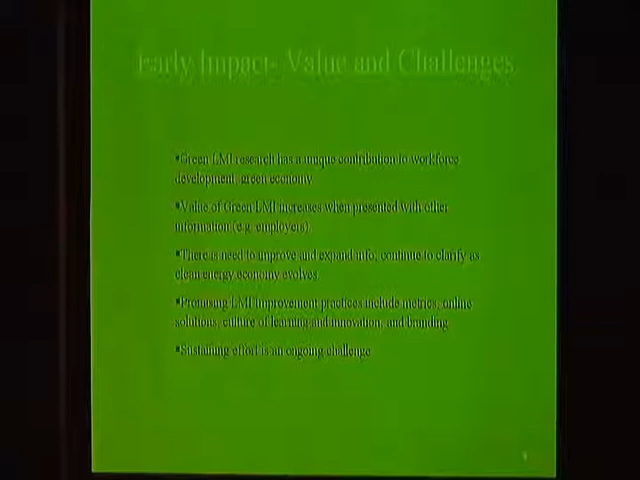 Early Impact- Value and Challenges
▪Green LMI research has a unique contribution to workforce
development, green economy
▪Value of Green LMI increases when presented with other
information (e.g. employers).
▪There is need to improve and expand info, continue to clarify as
clean energy economy evolves.
▪Promising LMI improvement practices include metrics, online
solutions, culture of learning and innovation, and branding
▪Sustaining effort is an ongoing challenge